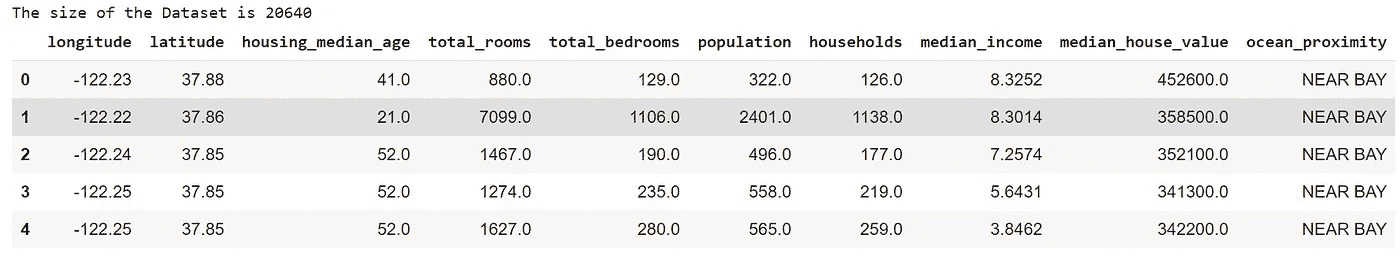 The size of the Dataset is 20640
longitude latitude housing_median_age total_rooms total_bedrooms population households median_income median_house_value ocean_proximity
0 -122.23 37.88 41.0 880.0 129.0 322.0 126.0 8.3252 452600.0 NEAR BAY
1 -122.22 37.86 21.0 7099.0 1106.0 2401.0 1138.0 8.3014 358500.0 NEAR BAY
2 -122.24 37.85 52.0 1467.0 190.0 496.0 177.0 7.2574 352100.0 NEAR BAY
3 -122.25 37.85 52.0 1274.0 235.0 558.0 219.0 5.6431 341300.0 NEAR BAY
4 -122.25 37.85 52.0 1627.0 280.0 565.0 259.0 3.8462 342200.0 NEAR BAY